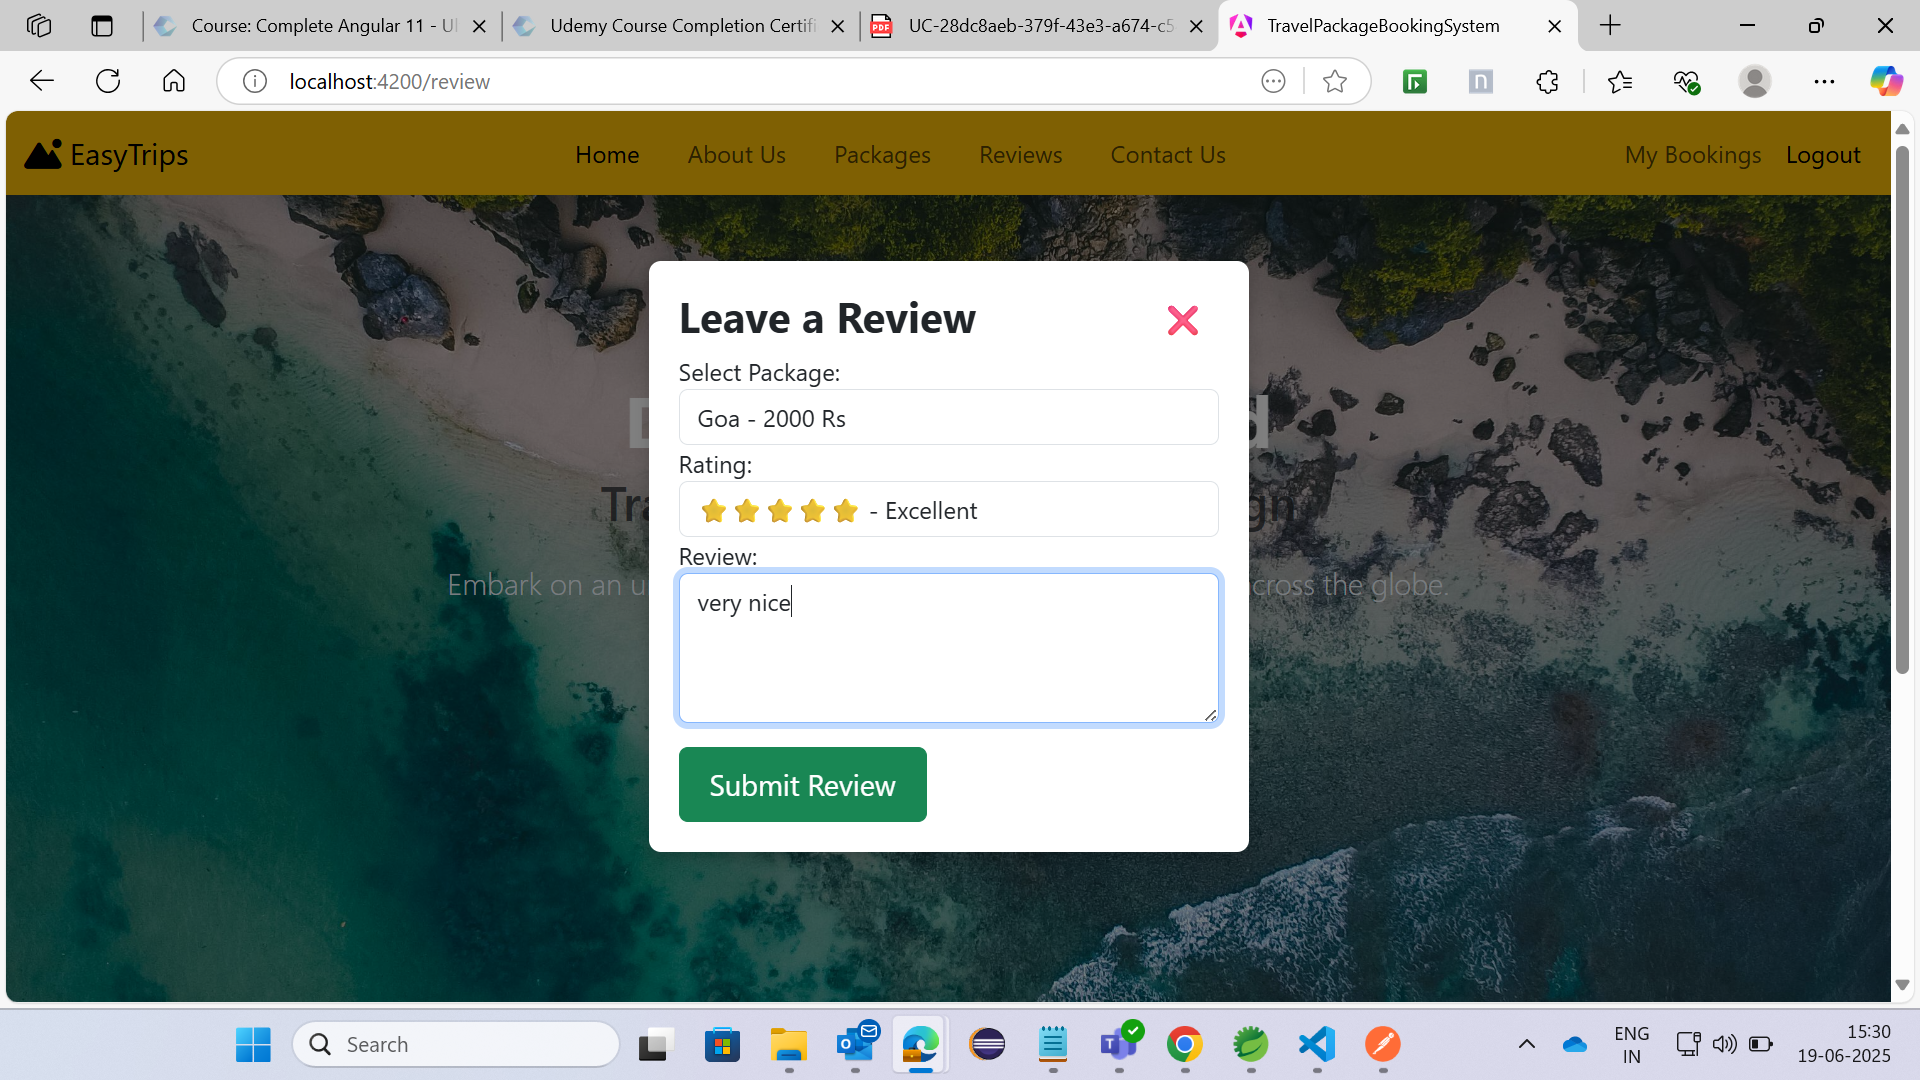 Course: Complete Angular 11 - Ul
Udemy Course Completion Certifi
UC-28dc8aeb-379f-43e3-a674-c5
TravelPackageBookingSystem
localhost:4200/review
EasyTrips
Home
About Us
Packages
Reviews
Contact Us
My Bookings
Logout
Leave a Review
Select Package:
Goa - 2000 Rs
Rating:
- Excellent
Review:
Embark on an u
across the globe.
very nice
Submit Review
Search
ENG
IN
15:30
19-06-2025